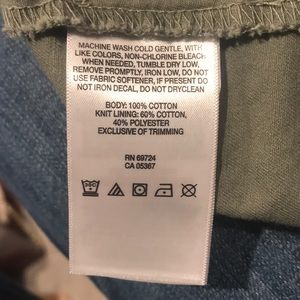 MACHINE WASH COLD GENTLE, WITH
LIKE COLORS, NON-CHLORINE BLEACH
WHEN NEEDED, TUMBLE DRY LOW,
REMOVE PROMPTLY, IRON LOW, DO NOT
USE FABRIC SOFTENER, IF PRESENT DO
NOT IRON DECAL, DO NOT DRYCLEAN
BODY: 100% COTTON
KNIT LINING: 60% COTTON,
40% POLYESTER
EXCLUSIVE OF TRIMMING
RN 69724
CA 05367